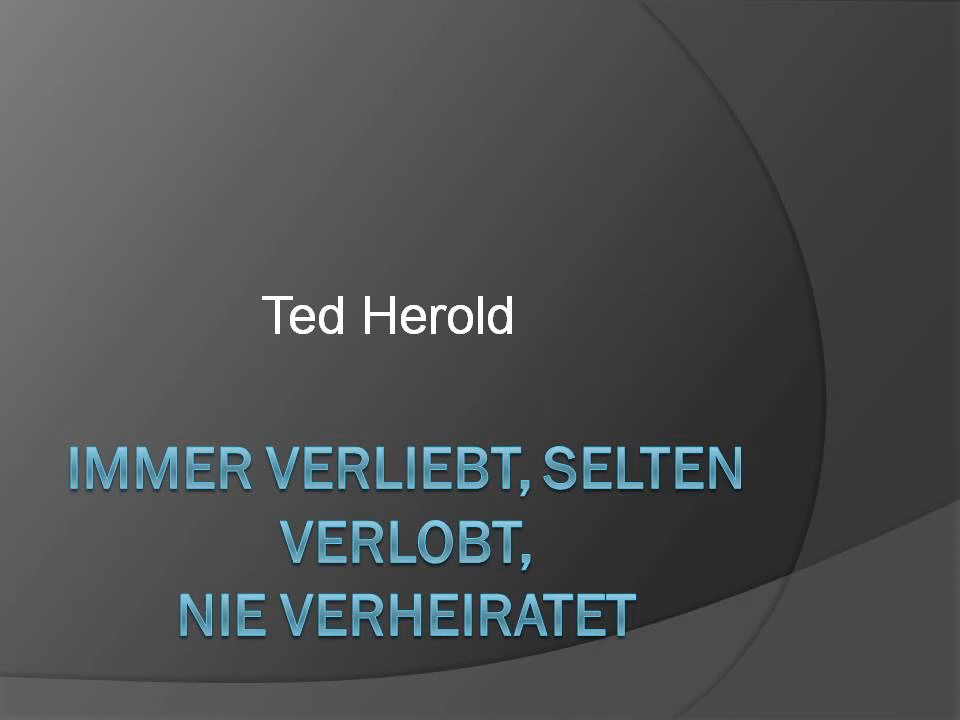 Ted Herold
IMMER VERLIEBT, SELTEN
VERLOBT,
NIE VERHEIRATET